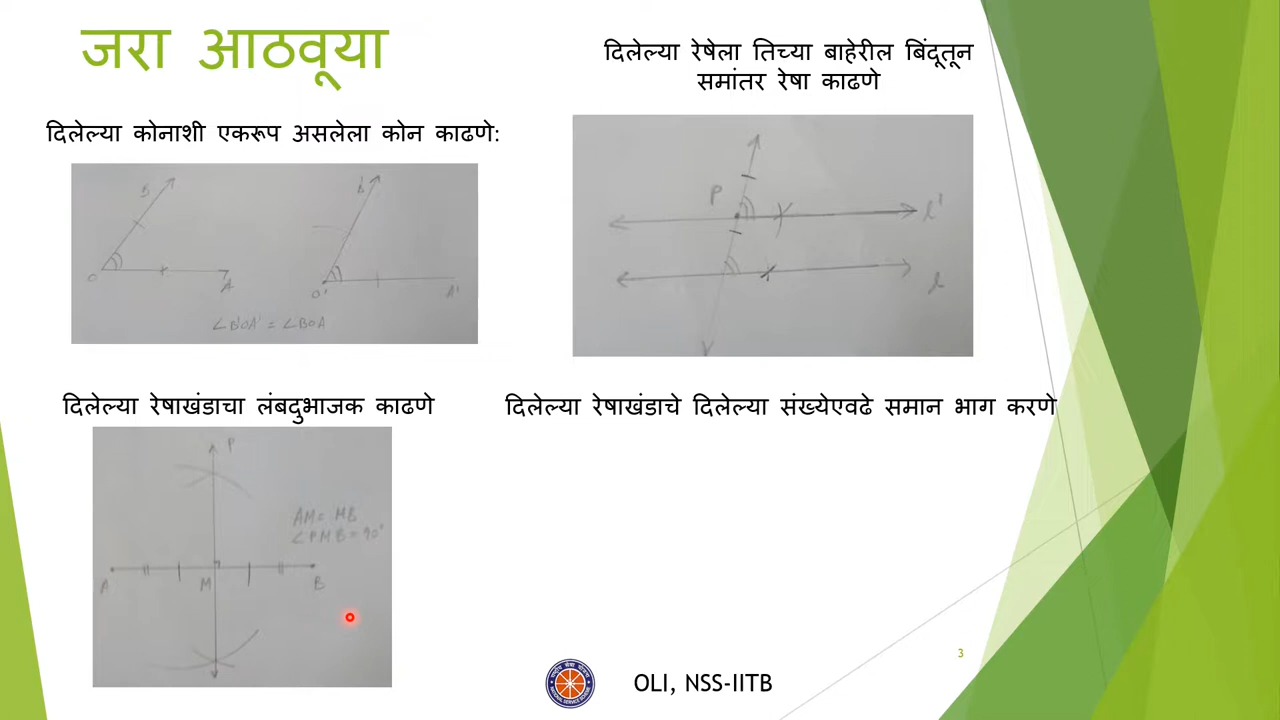 जरा आठवूया
दिलेल्या कोनाशी एकरूप असलेला कोन काढणे:
B
O
A
B'
O'
A'
∠B'OA' = ∠BOA
दिलेल्या रेषेला तिच्या बाहेरील बिंदूतून
समांतर रेषा काढणे
P
l'
l
दिलेल्या रेषाखंडाचा लंबदुभाजक काढणे
P
AM = MB
∠PMB = 90°
A
M
B
दिलेल्या रेषाखंडाचे दिलेल्या संख्येएवढे समान भाग करणे
3
OLI, NSS-IITB